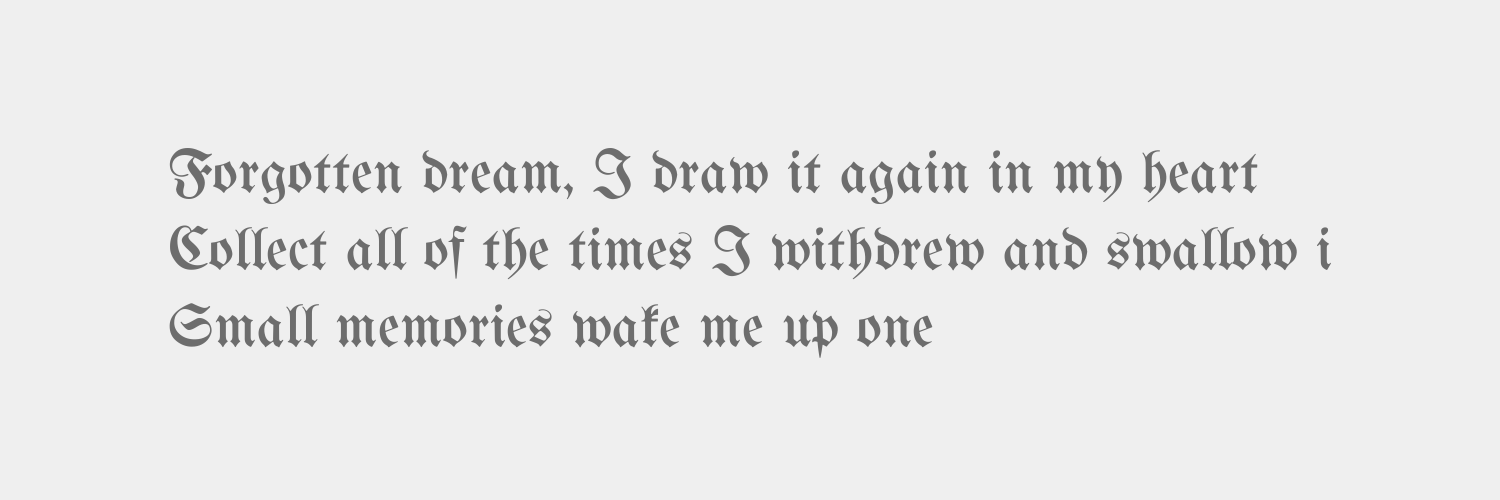 Forgotten dream, I draw it again in my heart
Collect all of the times I withdrew and swallow i
Small memories wake me up one